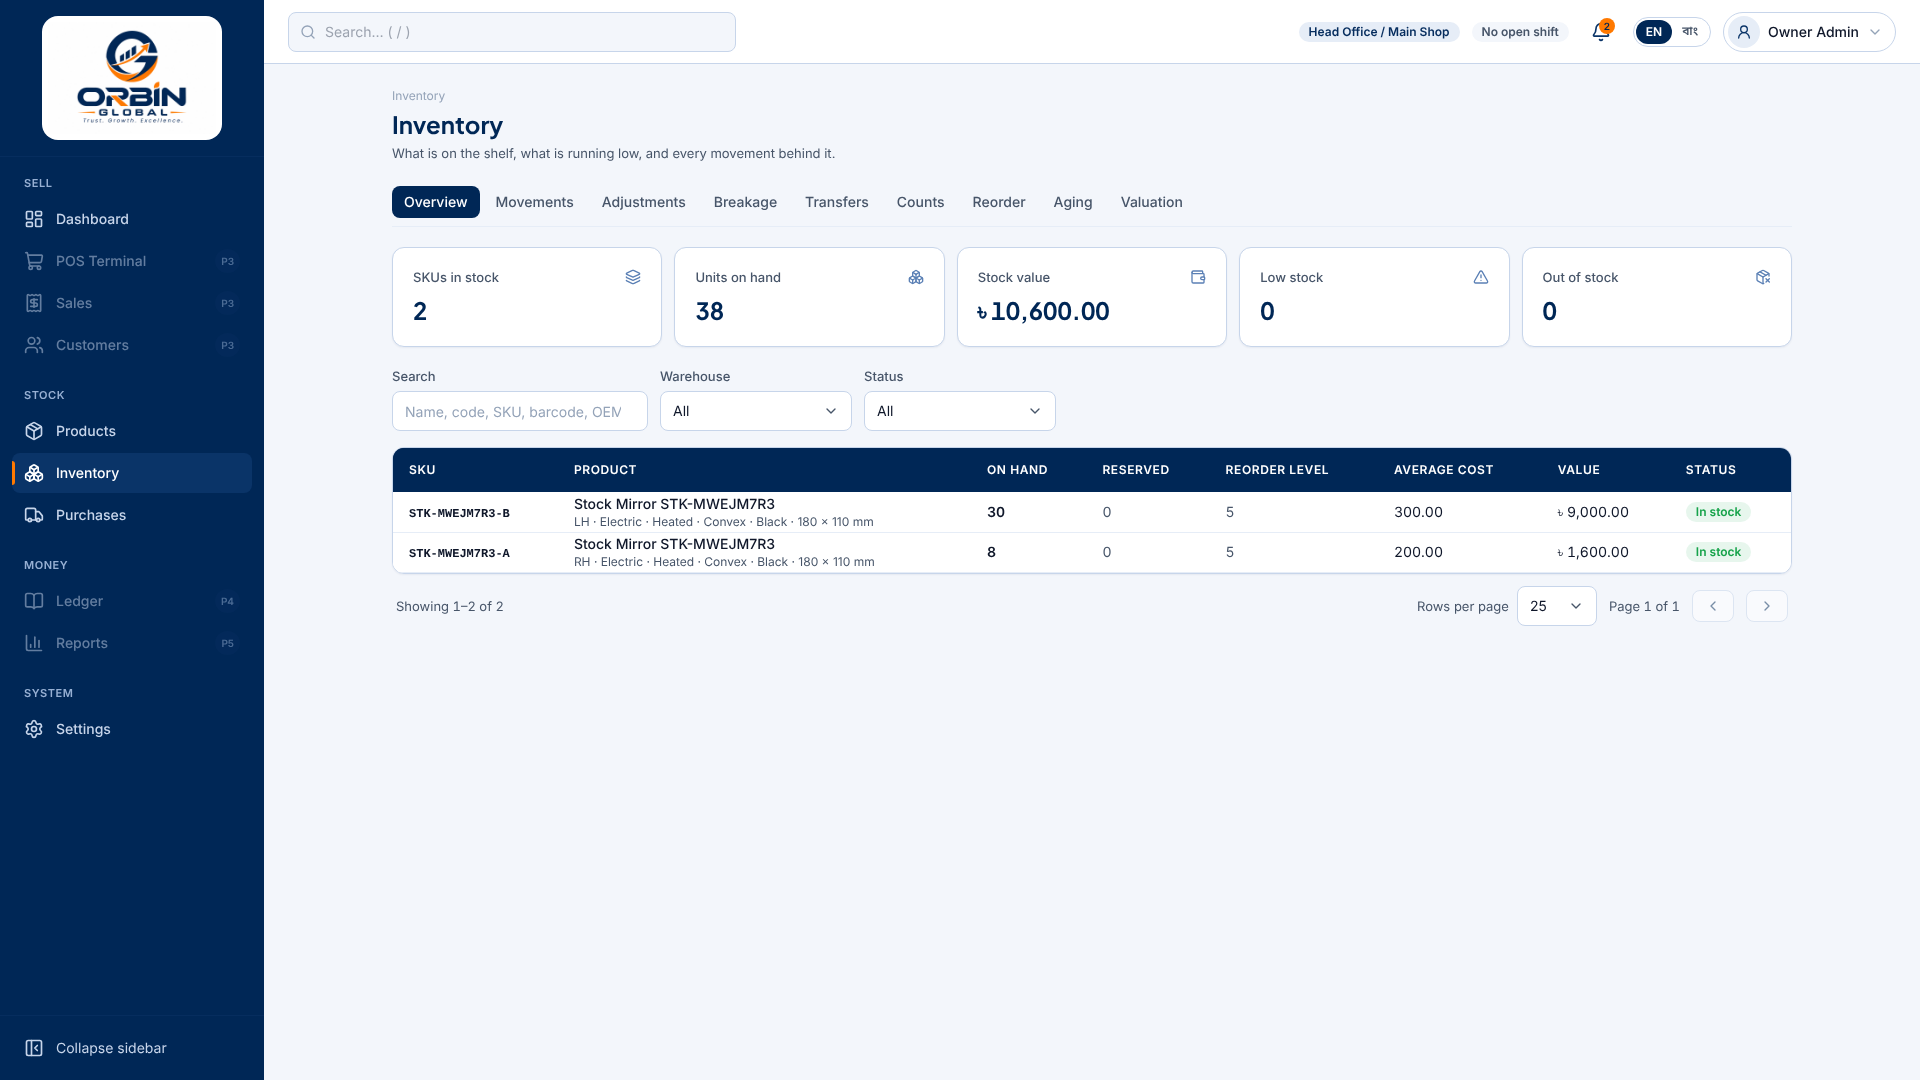 ORBIN
GLOBAL
Trust. Growth. Excellence.
Search... ( / )
Head Office / Main Shop
No open shift
2
EN
বাং
Owner Admin
SELL
Dashboard
POS Terminal P3
Sales P3
Customers P3
STOCK
Products
Inventory
Purchases
MONEY
Ledger P4
Reports P5
SYSTEM
Settings
Collapse sidebar
Inventory
Inventory
What is on the shelf, what is running low, and every movement behind it.
Overview Movements Adjustments Breakage Transfers Counts Reorder Aging Valuation
SKUs in stock
2
Units on hand
38
Stock value
৳ 10,600.00
Low stock
0
Out of stock
0
Search Warehouse Status
Name, code, SKU, barcode, OEM All All
SKU PRODUCT ON HAND RESERVED REORDER LEVEL AVERAGE COST VALUE STATUS
STK-MWEJM7R3-B Stock Mirror STK-MWEJM7R3 30 0 5 300.00 ৳ 9,000.00 In stock
LH · Electric · Heated · Convex · Black · 180 × 110 mm
STK-MWEJM7R3-A Stock Mirror STK-MWEJM7R3 8 0 5 200.00 ৳ 1,600.00 In stock
RH · Electric · Heated · Convex · Black · 180 × 110 mm
Showing 1–2 of 2 Rows per page 25 Page 1 of 1